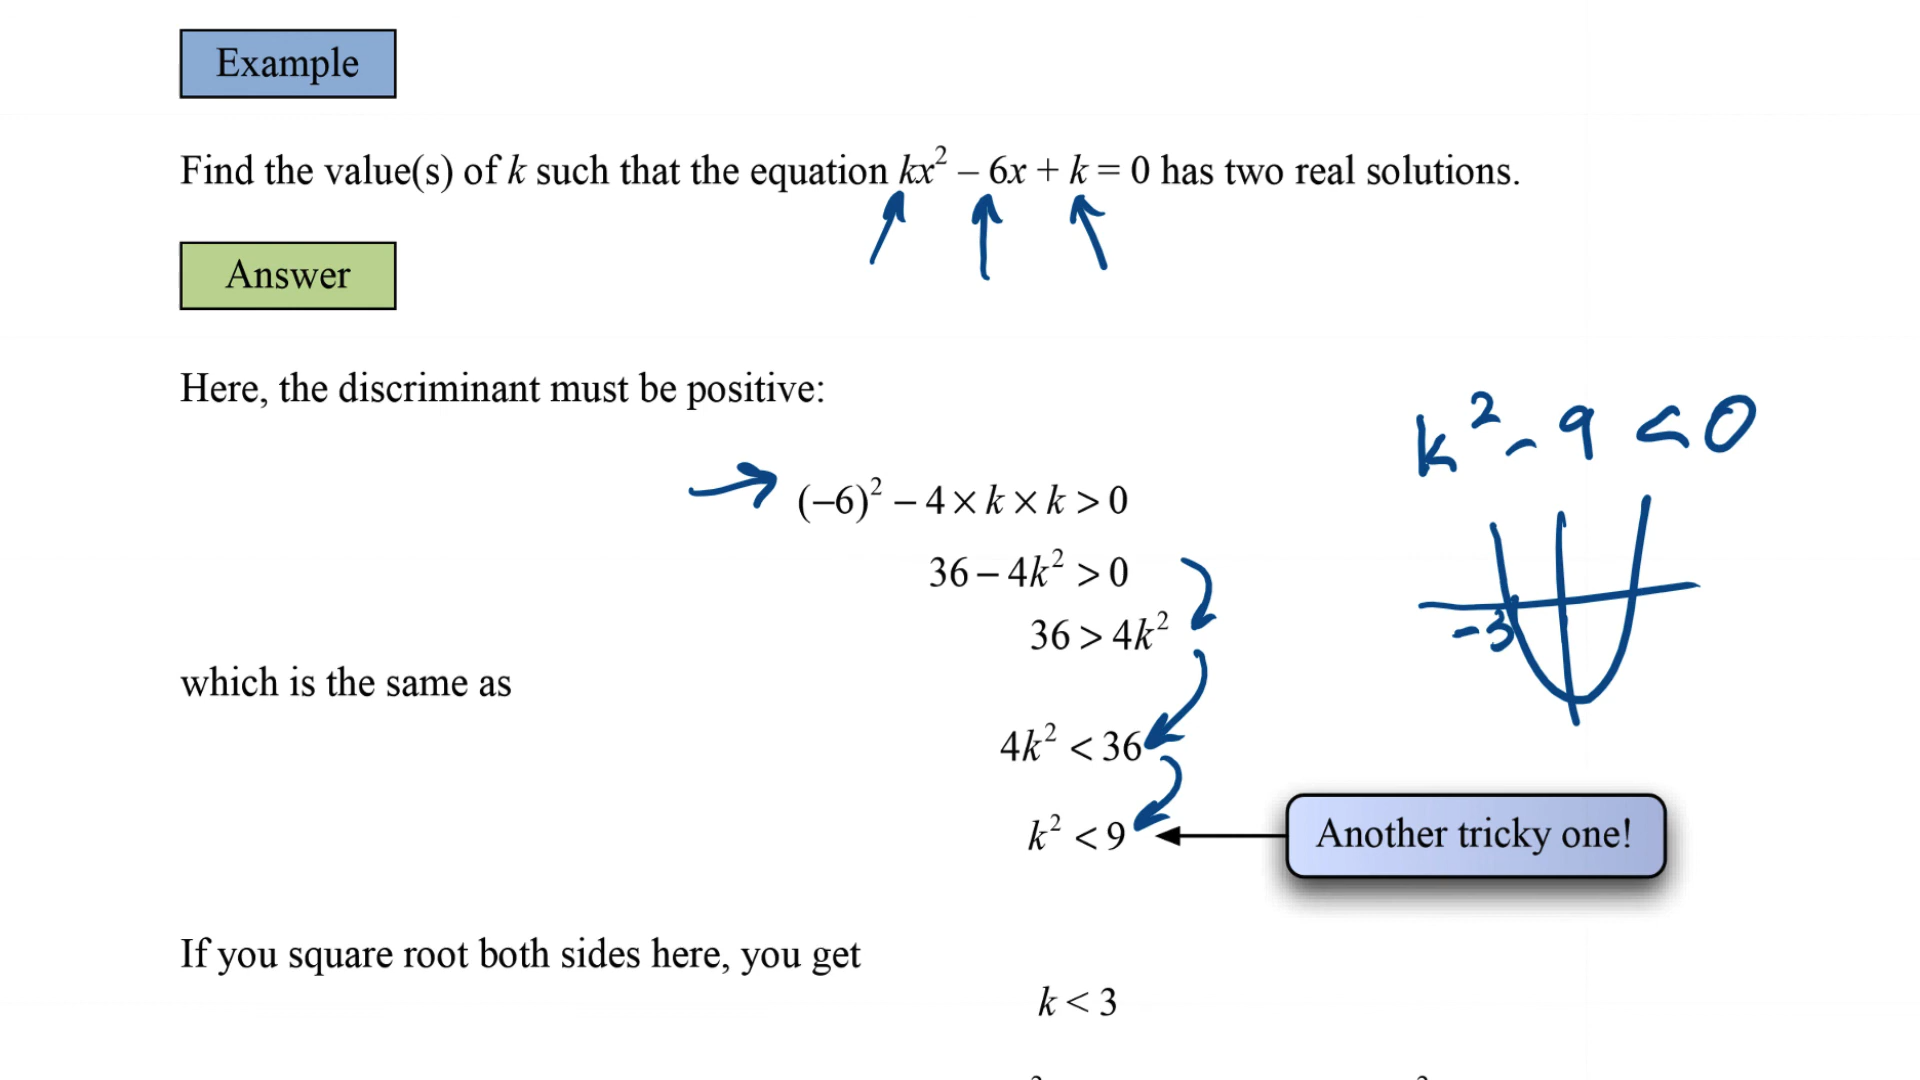 Example
Find the value(s) of k such that the equation kx² – 6x + k = 0 has two real solutions.
Answer
Here, the discriminant must be positive:
k² - 9 < 0
(–6)² – 4 × k × k > 0
36 – 4k² > 0
-3
36 > 4k²
which is the same as
4k² < 36
k² < 9
Another tricky one!
If you square root both sides here, you get
k < 3